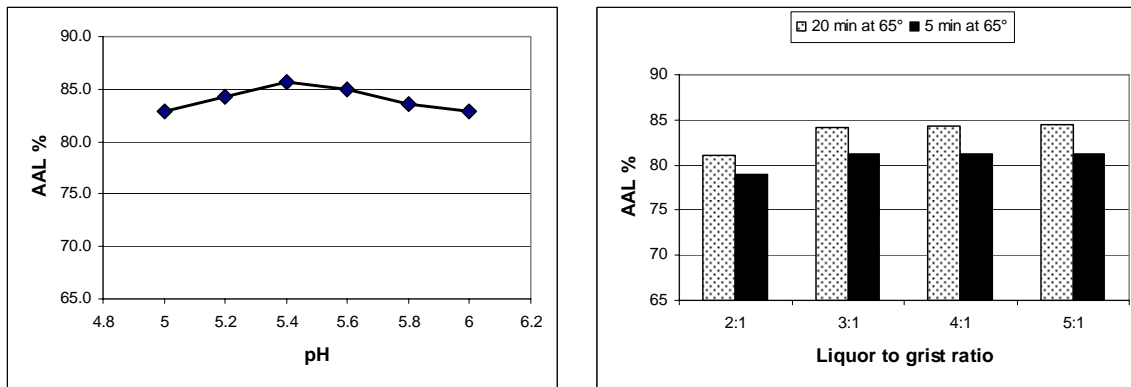 90.0
85.0
80.0
75.0
70.0
65.0
AAL %
4.8 5 5.2 5.4 5.6 5.8 6 6.2
pH
20 min at 65° 5 min at 65°
90
85
80
75
70
65
AAL %
2:1 3:1 4:1 5:1
Liquor to grist ratio